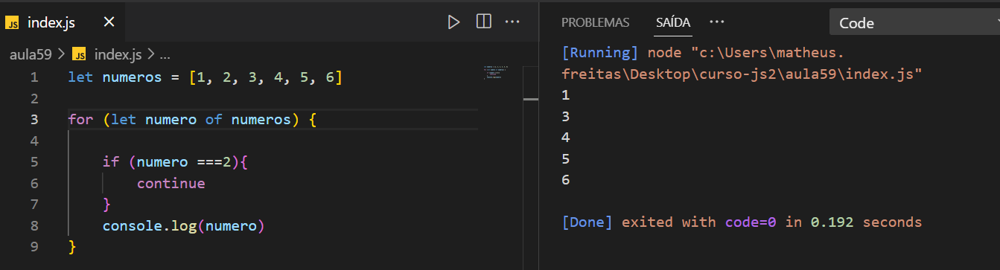 JS index.js ×
aula59 > JS index.js > ...
1 let numeros = [1, 2, 3, 4, 5, 6]
2
3 for (let numero of numeros) {
4
5 if (numero ===2){
6 continue
7 }
8 console.log(numero)
9 }
PROBLEMAS SAÍDA ··· Code
[Running] node "c:\Users\matheus.
freitas\Desktop\curso-js2\aula59\index.js"
1
3
4
5
6
[Done] exited with code=0 in 0.192 seconds